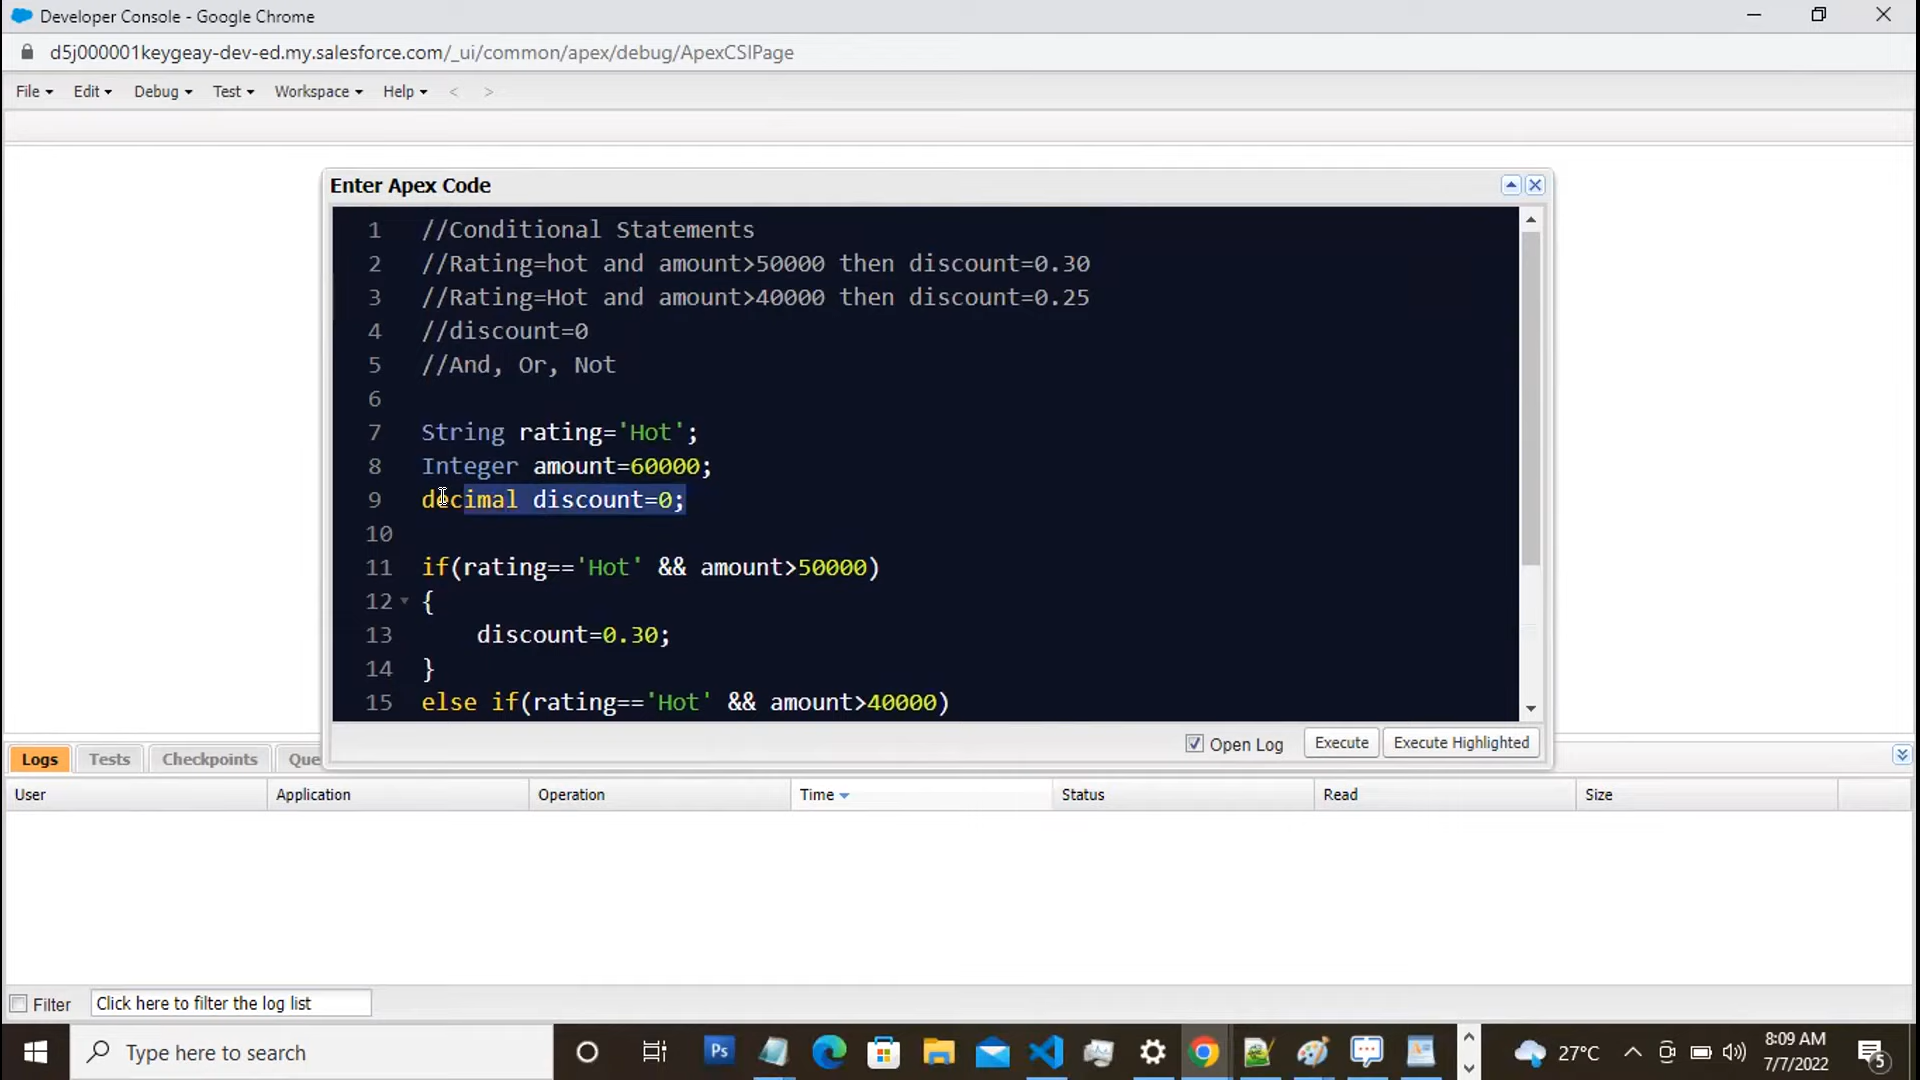 Developer Console - Google Chrome
d5j000001keygeay-dev-ed.my.salesforce.com/_ui/common/apex/debug/ApexCSIPage
File Edit Debug Test Workspace Help < >
Enter Apex Code
1 //Conditional Statements
2 //Rating=hot and amount>50000 then discount=0.30
3 //Rating=Hot and amount>40000 then discount=0.25
4 //discount=0
5 //And, Or, Not
6
7 String rating='Hot';
8 Integer amount=60000;
9 decimal discount=0;
10
11 if(rating=='Hot' && amount>50000)
12 {
13 discount=0.30;
14 }
15 else if(rating=='Hot' && amount>40000)
Open Log Execute Execute Highlighted
Logs Tests Checkpoints Que
User Application Operation Time Status Read Size
Filter Click here to filter the log list
Type here to search
Ps
27°C
8:09 AM
7/7/2022
5